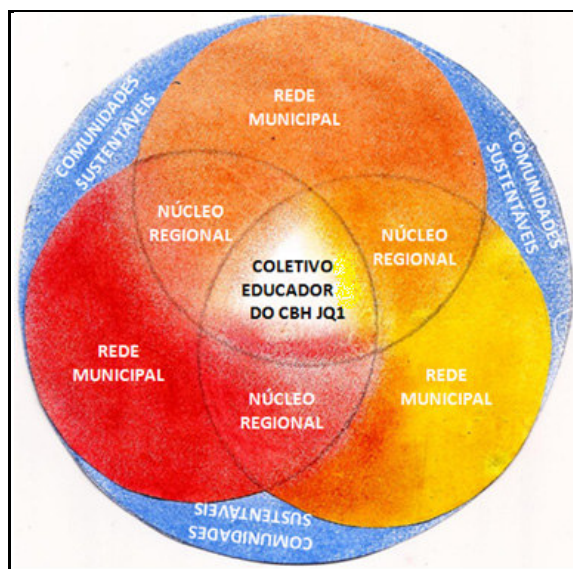 COMUNIDADES
SUSTENTÁVEIS
COMUNIDADES
SUSTENTÁVEIS
REDE
MUNICIPAL
NÚCLEO
REGIONAL
NÚCLEO
REGIONAL
COLETIVO
EDUCADOR
DO CBH JQ1
REDE
MUNICIPAL
REDE
MUNICIPAL
NÚCLEO
REGIONAL
COMUNIDADES
SUSTENTÁVEIS